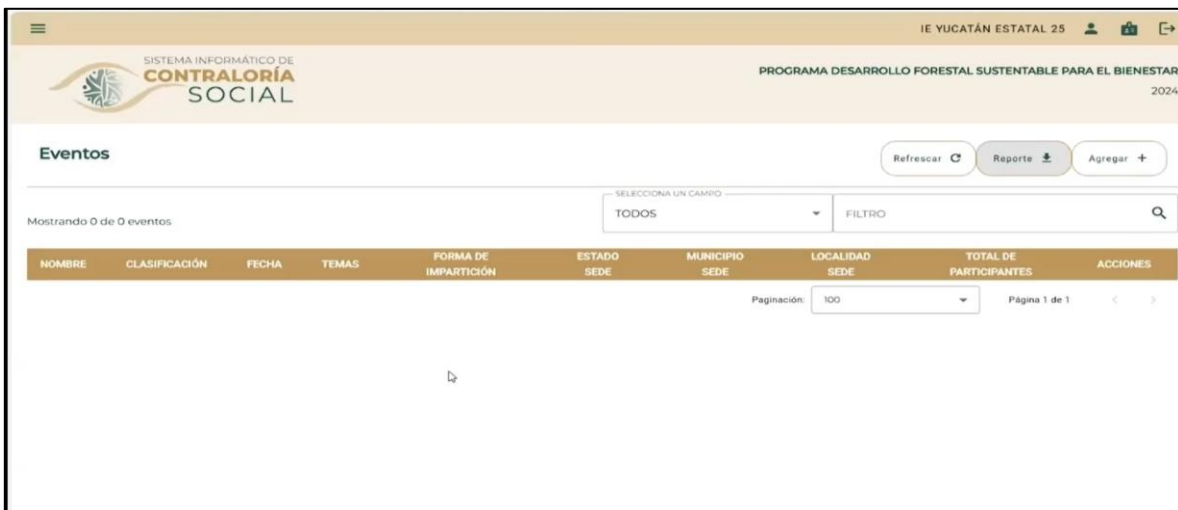 IE YUCATÁN ESTATAL 25
SISTEMA INFORMÁTICO DE
CONTRALORÍA
SOCIAL
PROGRAMA DESARROLLO FORESTAL SUSTENTABLE PARA EL BIENESTAR
2024
Eventos
Refrescar
Reporte
Agregar +
Mostrando 0 de 0 eventos
SELECCIONA UN CAMPO
TODOS
FILTRO
NOMBRE CLASIFICACIÓN FECHA TEMAS FORMA DE IMPARTICIÓN ESTADO SEDE MUNICIPIO SEDE LOCALIDAD SEDE TOTAL DE PARTICIPANTES ACCIONES
Paginación: 100 Página 1 de 1 < >